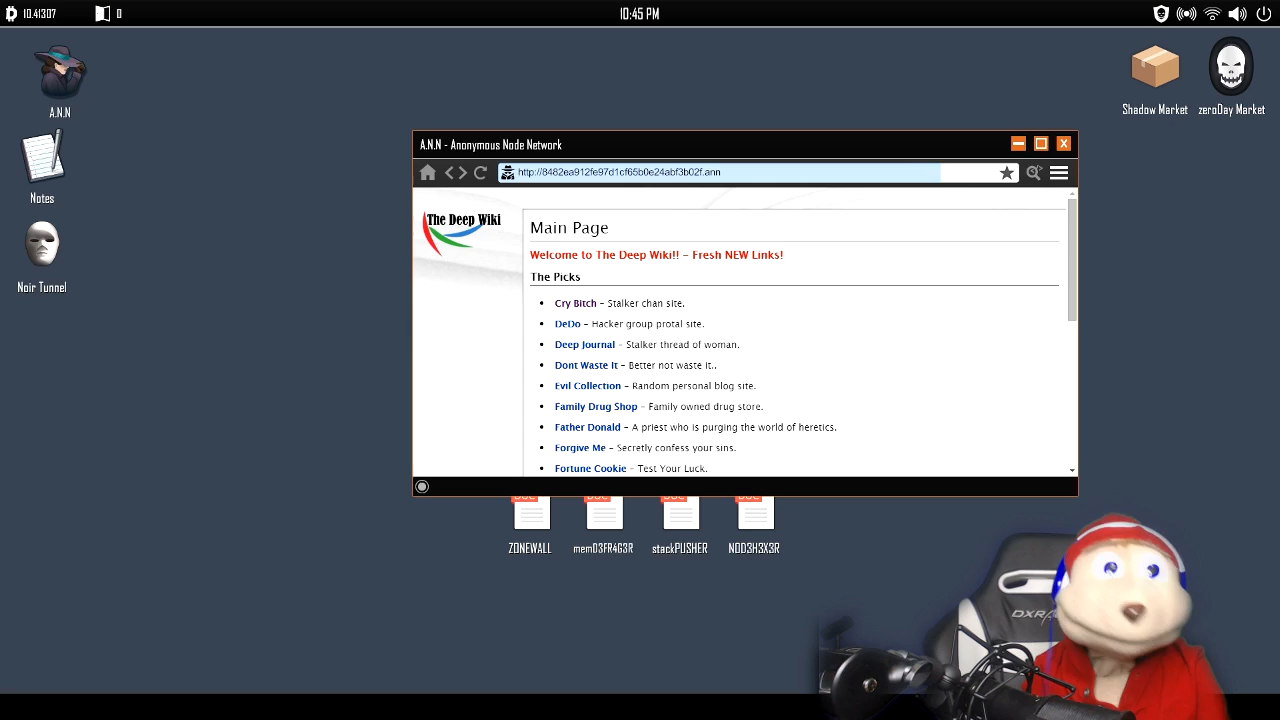 10.41307
0
10:45 PM
A.N.N
Notes
Noir Tunnel
Shadow Market
zeroDay Market
A.N.N - Anonymous Node Network
http://8482ea912fe97d1cf65b0e24abf3b02f.ann
The Deep Wiki
Main Page
Welcome to The Deep Wiki!! - Fresh NEW Links!
The Picks
Cry Bitch - Stalker chan site.
DeDo - Hacker group protal site.
Deep Journal - Stalker thread of woman.
Dont Waste It - Better not waste it..
Evil Collection - Random personal blog site.
Family Drug Shop - Family owned drug store.
Father Donald - A priest who is purging the world of heretics.
Forgive Me - Secretly confess your sins.
Fortune Cookie - Test Your Luck.
ZONEWALL
memD3FR4G3R
stackPUSHER
NOD3H3X3R